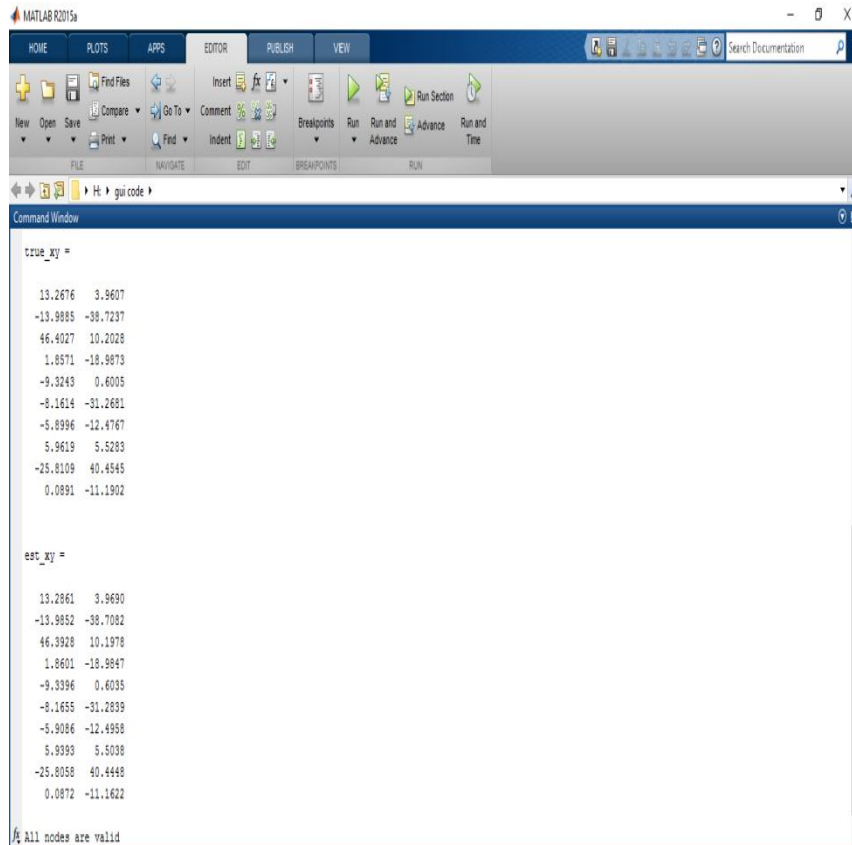 MATLAB R2015a
HOME PLOTS APPS EDITOR PUBLISH VIEW
Search Documentation
New Open Save
Find Files
Compare
Print
Go To
Find
Insert
Comment
Indent
Breakpoints
Run
Run and Advance
Run Section
Advance
Run and Time
FILE NAVIGATE EDIT BREAKPOINTS RUN
H: gui code
Command Window
true_xy =
13.2676 3.9607
-13.9885 -38.7237
46.4027 10.2028
1.8571 -18.9873
-9.3243 0.6005
-8.1614 -31.2681
-5.8996 -12.4767
5.9619 5.5283
-25.8109 40.4545
0.0891 -11.1902
est_xy =
13.2861 3.9690
-13.9852 -38.7082
46.3928 10.1978
1.8601 -18.9847
-9.3396 0.6035
-8.1655 -31.2839
-5.9086 -12.4958
5.9393 5.5038
-25.8058 40.4448
0.0872 -11.1622
fx All nodes are valid